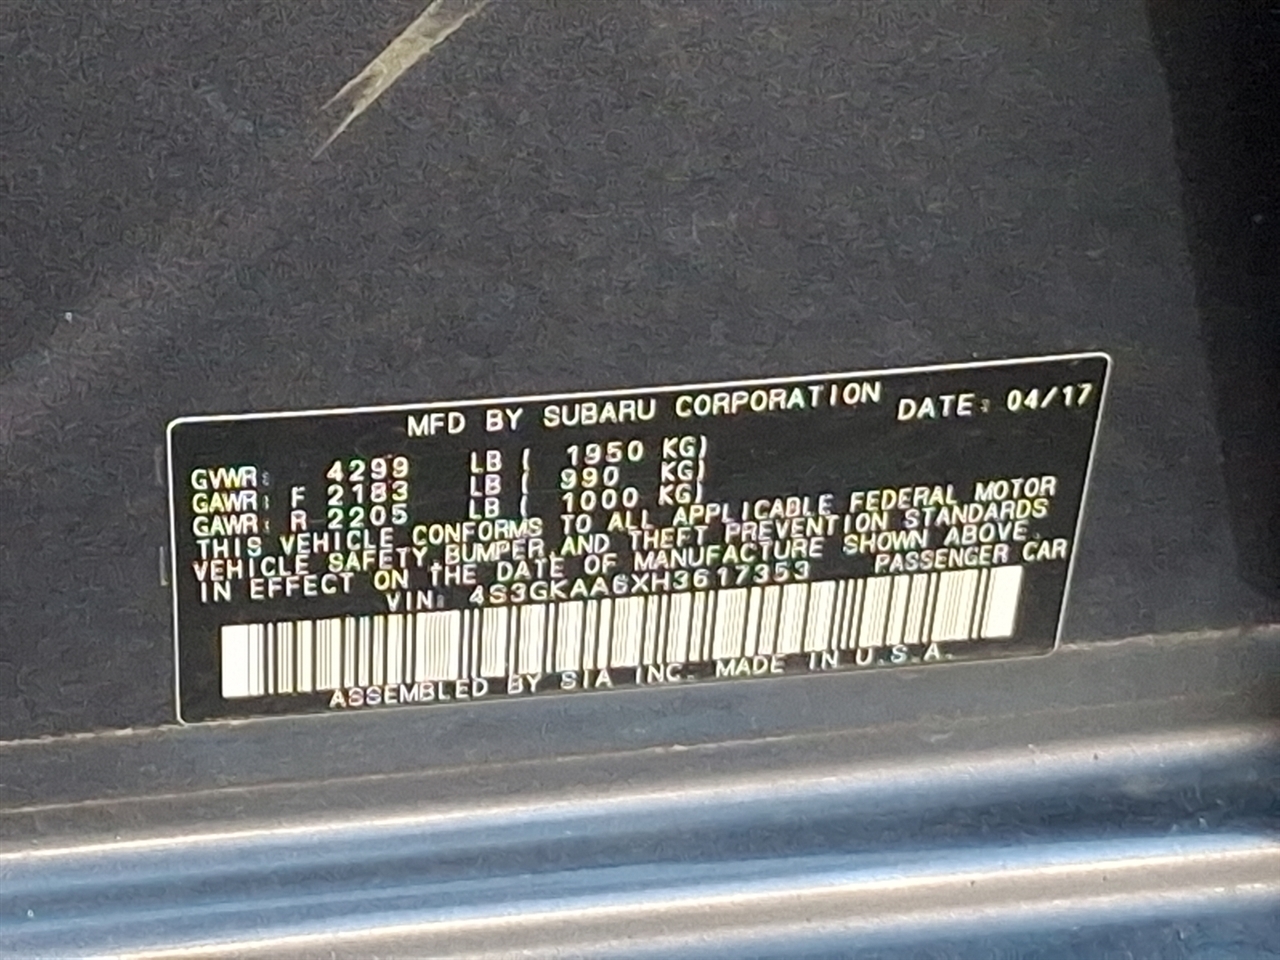 MFD BY SUBARU CORPORATION DATE: 04/17
GVWR: 4299 LB ( 1950 KG)
GAWR: F 2183 LB ( 990 KG)
GAWR: R 2205 LB ( 1000 KG)
THIS VEHICLE CONFORMS TO ALL APPLICABLE FEDERAL MOTOR
VEHICLE SAFETY,BUMPER,AND THEFT PREVENTION STANDARDS
IN EFFECT ON THE DATE OF MANUFACTURE SHOWN ABOVE.
VIN: 4S3GKAA6XH3617353 PASSENGER CAR
ASSEMBLED BY SIA INC. MADE IN U.S.A.